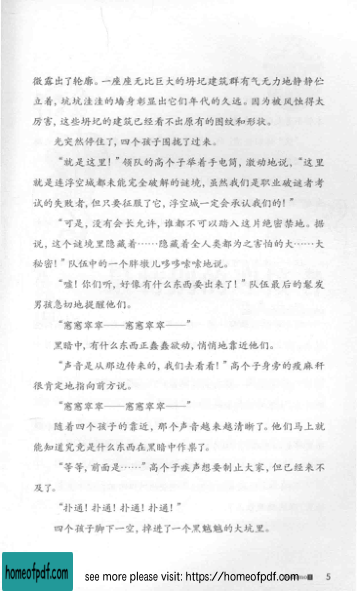 微露出了轮廓。一座座无比巨大的坍圮建筑群有气无力地静静伫
立着，坑坑洼洼的墙身彰显出它们年代的久远。因为被风蚀得太
厉害，这些坍圮的建筑已经看不出原有的图纹和形状。
光突然停住了，四个孩子围拢了过来。
“就是这里！”领队的高个子举着手电筒，激动地说，“这里
就是连浮空城都未能完全破解的谜境，虽然我们是职业破谜者考
试的失败者，但只要征服了它，浮空城一定会承认我们的！”
“可是，没有会长允许，谁都不可以踏入这片绝密禁地。据
说，这个谜境里隐藏着……隐藏着全人类都为之害怕的大……大
秘密！”队伍中的一个胖墩儿哆哆嗦嗦地说。
“嘘！你们听，好像有什么东西要出来了！”队伍最后的鬈发
男孩急切地提醒他们。
“窸窸窣窣——窸窸窣窣——”
黑暗中，有什么东西正蠢蠢欲动，悄悄地靠近他们。
“声音是从那边传来的，我们去看看！”高个子身旁的瘦麻秆
很肯定地指向前方说。
“窸窸窣窣——窸窸窣窣——”
随着四个孩子的靠近，那个声音越来越清晰了。他们马上就
能知道究竟是什么东西在黑暗中作祟了。
“等等，前面是……”高个子疾声想要制止大家，但已经来不
及了。
“扑通！扑通！扑通！扑通！”
四个孩子脚下一空，掉进了一个黑魆魆的大坑里。
5
homeofpdf.com
see more please visit: https://homeofpdf.com